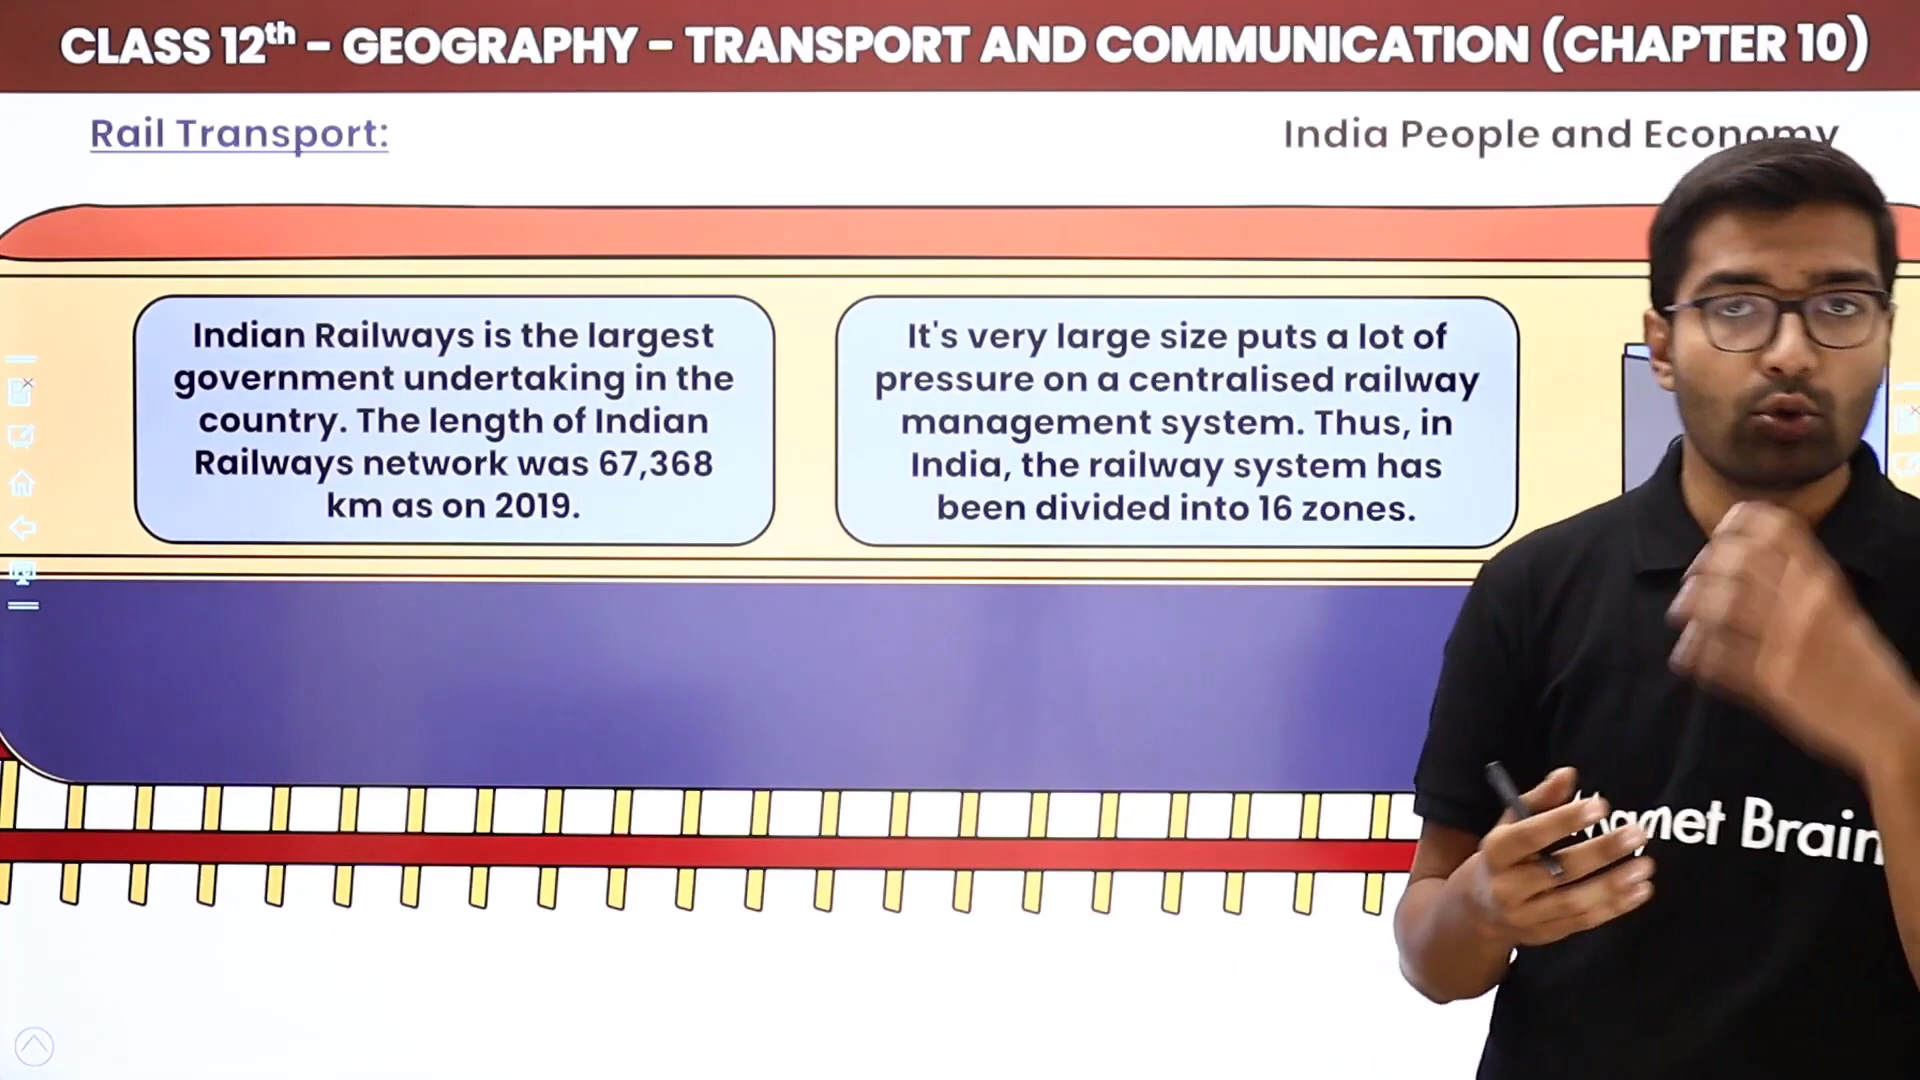 CLASS 12th - GEOGRAPHY - TRANSPORT AND COMMUNICATION (CHAPTER 10)
Rail Transport:
India People and Economy
Indian Railways is the largest
government undertaking in the
country. The length of Indian
Railways network was 67,368
km as on 2019.
It's very large size puts a lot of
pressure on a centralised railway
management system. Thus, in
India, the railway system has
been divided into 16 zones.
Magnet Brain